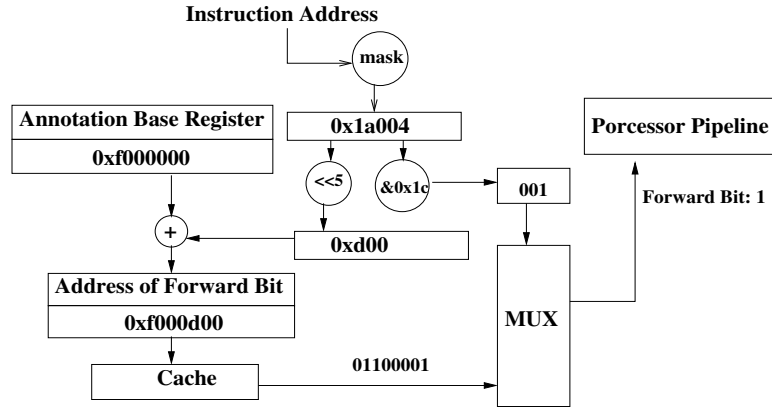 Instruction Address
mask
Annotation Base Register
0xf000000
0x1a004
Porcessor Pipeline
<<5
&0x1c
001
Forward Bit: 1
+
0xd00
Address of Forward Bit
0xf000d00
MUX
Cache
01100001